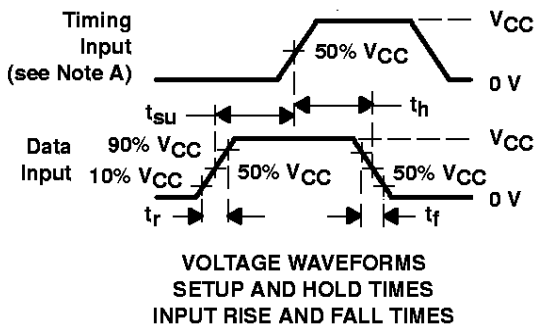 Timing
Input
(see Note A)
VCC
50% VCC
0 V
tsu
th
Data
Input
90% VCC
10% VCC
50% VCC
50% VCC
VCC
0 V
tr
tf
VOLTAGE WAVEFORMS
SETUP AND HOLD TIMES
INPUT RISE AND FALL TIMES